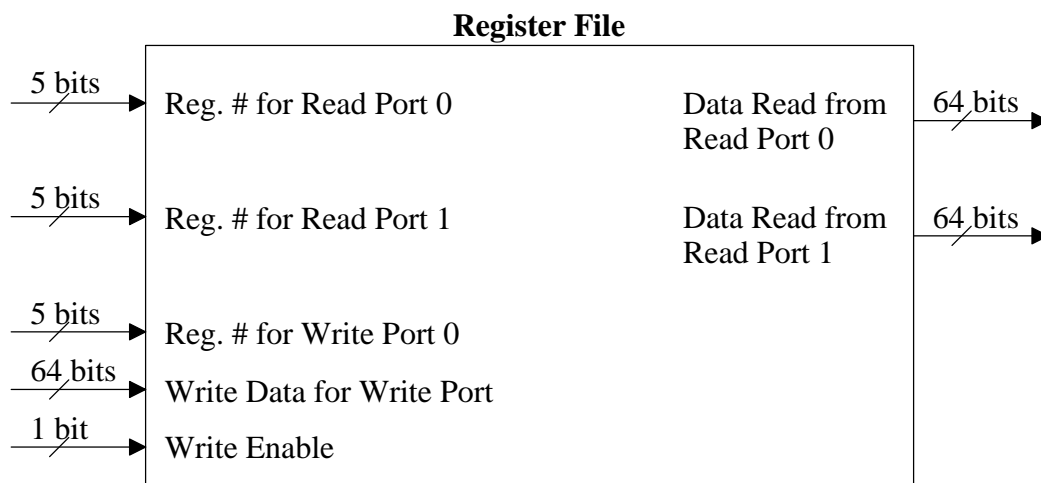 Register File
5 bits
Reg. # for Read Port 0
Data Read from
Read Port 0
64 bits
5 bits
Reg. # for Read Port 1
Data Read from
Read Port 1
64 bits
5 bits
Reg. # for Write Port 0
64 bits
Write Data for Write Port
1 bit
Write Enable